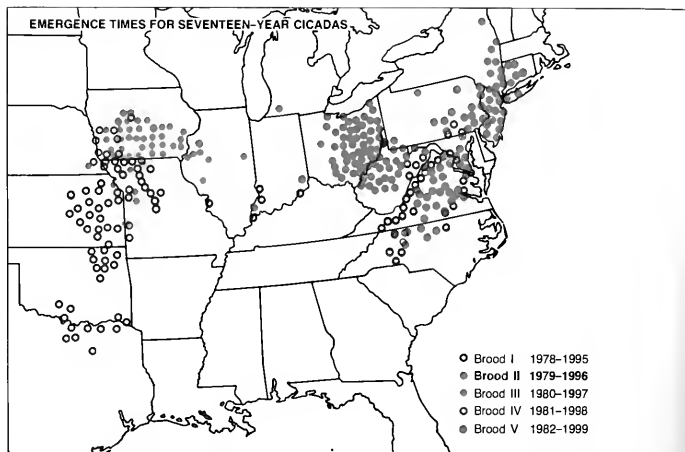 EMERGENCE TIMES FOR SEVENTEEN-YEAR CICADAS
Brood I 1978-1995
Brood II 1979-1996
Brood III 1980-1997
Brood IV 1981-1998
Brood V 1982-1999